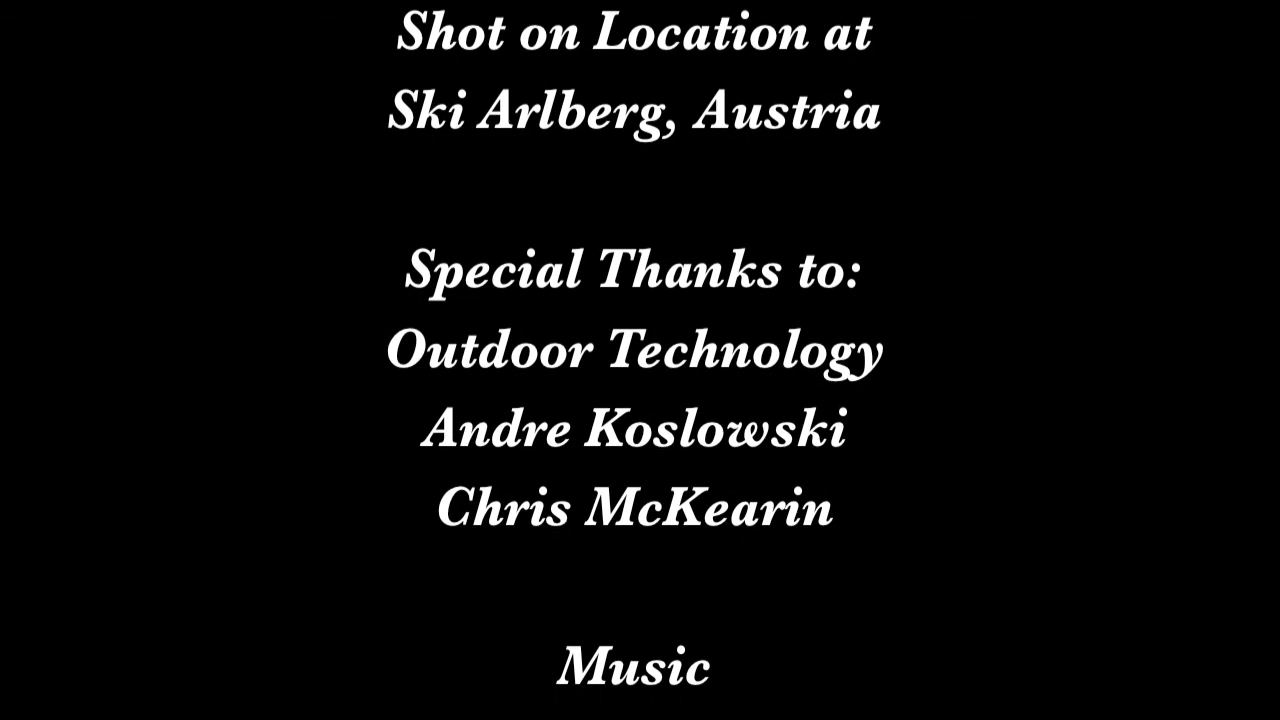 Shot on Location at
Ski Arlberg, Austria
Special Thanks to:
Outdoor Technology
Andre Koslowski
Chris McKearin
Music